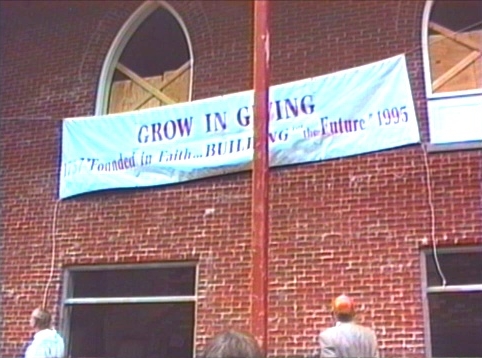 GROW IN GIVING
"Founded in Faith... BUILDING the Future" 1995